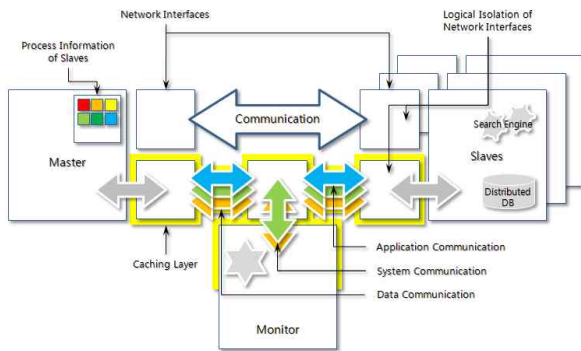 Network Interfaces
Logical Isolation of
Network Interfaces
Process Information
of Slaves
Communication
Search Engine
Master
Slaves
Distributed
DB
Application Communication
Caching Layer
System Communication
Data Communication
Monitor